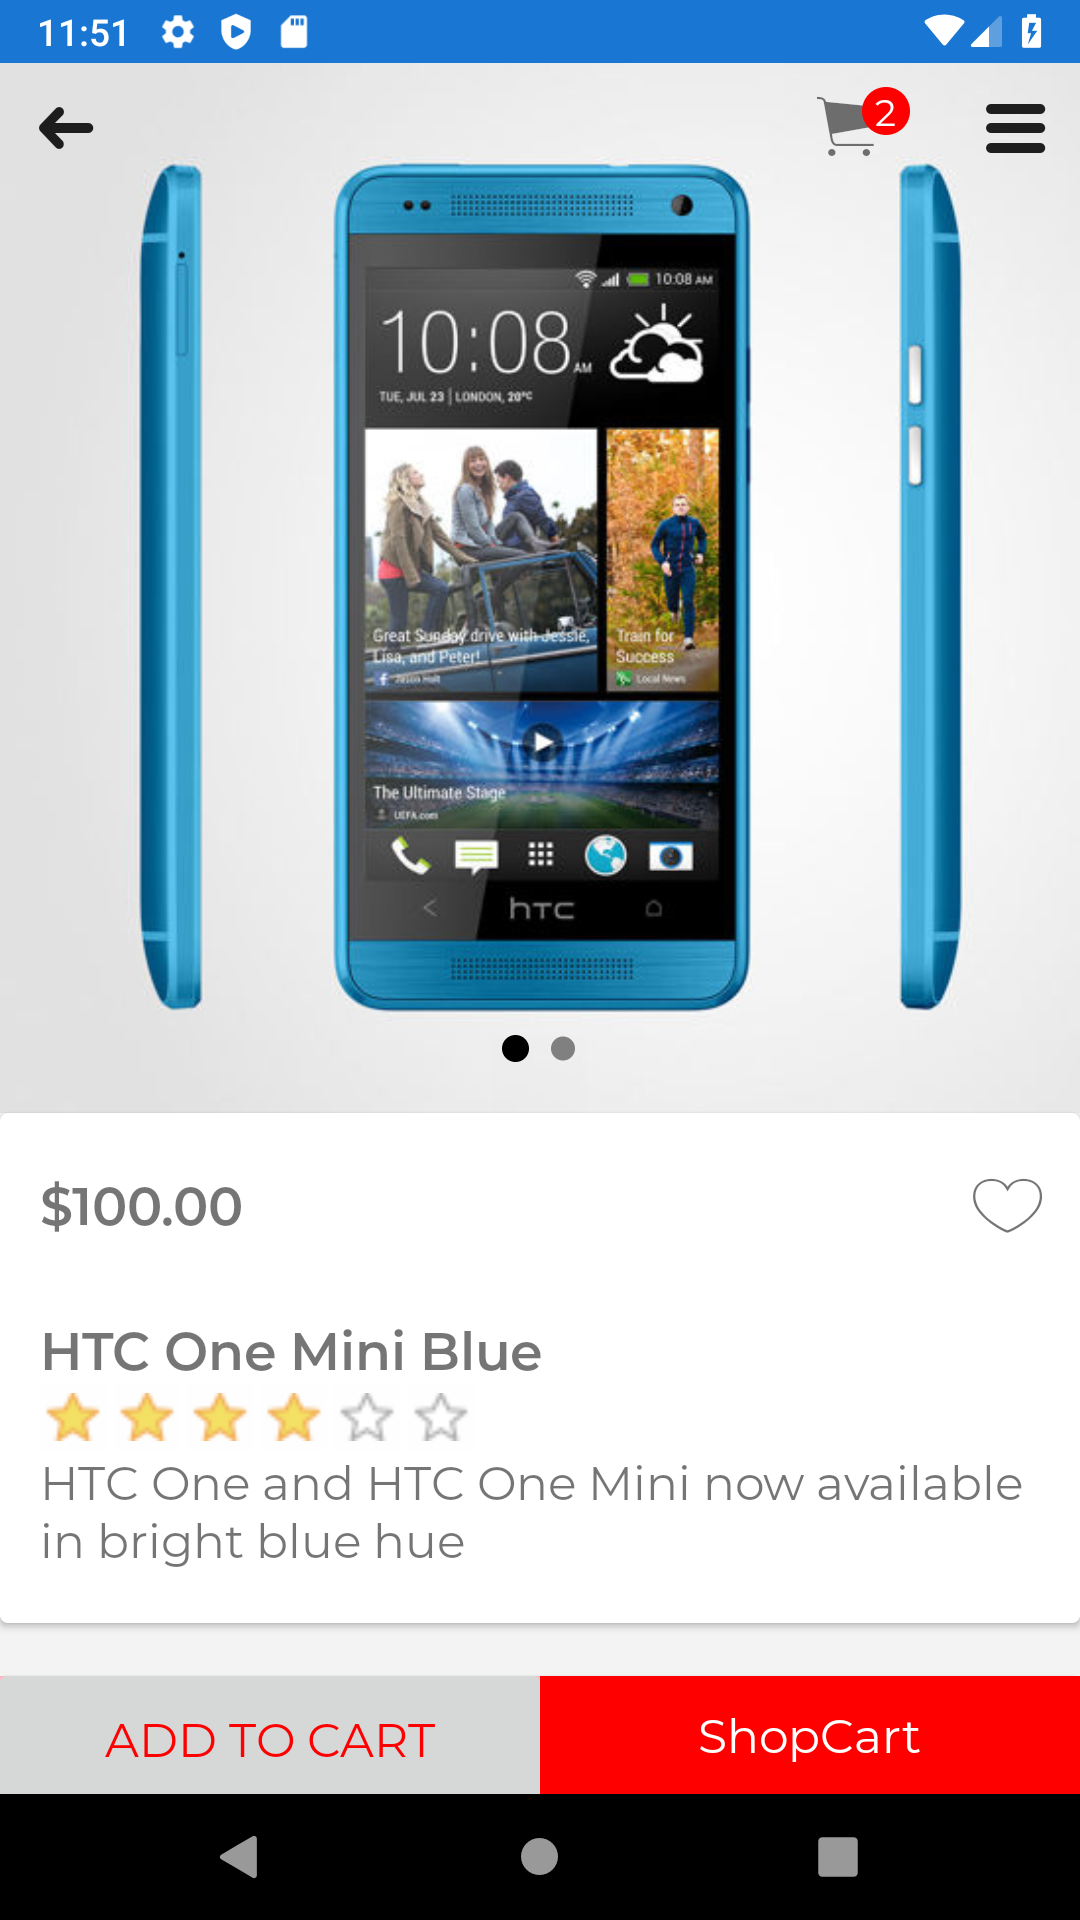 11:51
2
10:08 AM
10:08 AM
TUE, JUL 23 | LONDON, 20°C
Great Sunday drive with Jessie,
Lisa, and Peter!
Jason Holt
Train for
Success
Local News
The Ultimate Stage
UEFA.com
hTC
$100.00
HTC One Mini Blue
HTC One and HTC One Mini now available
in bright blue hue
ADD TO CART
ShopCart